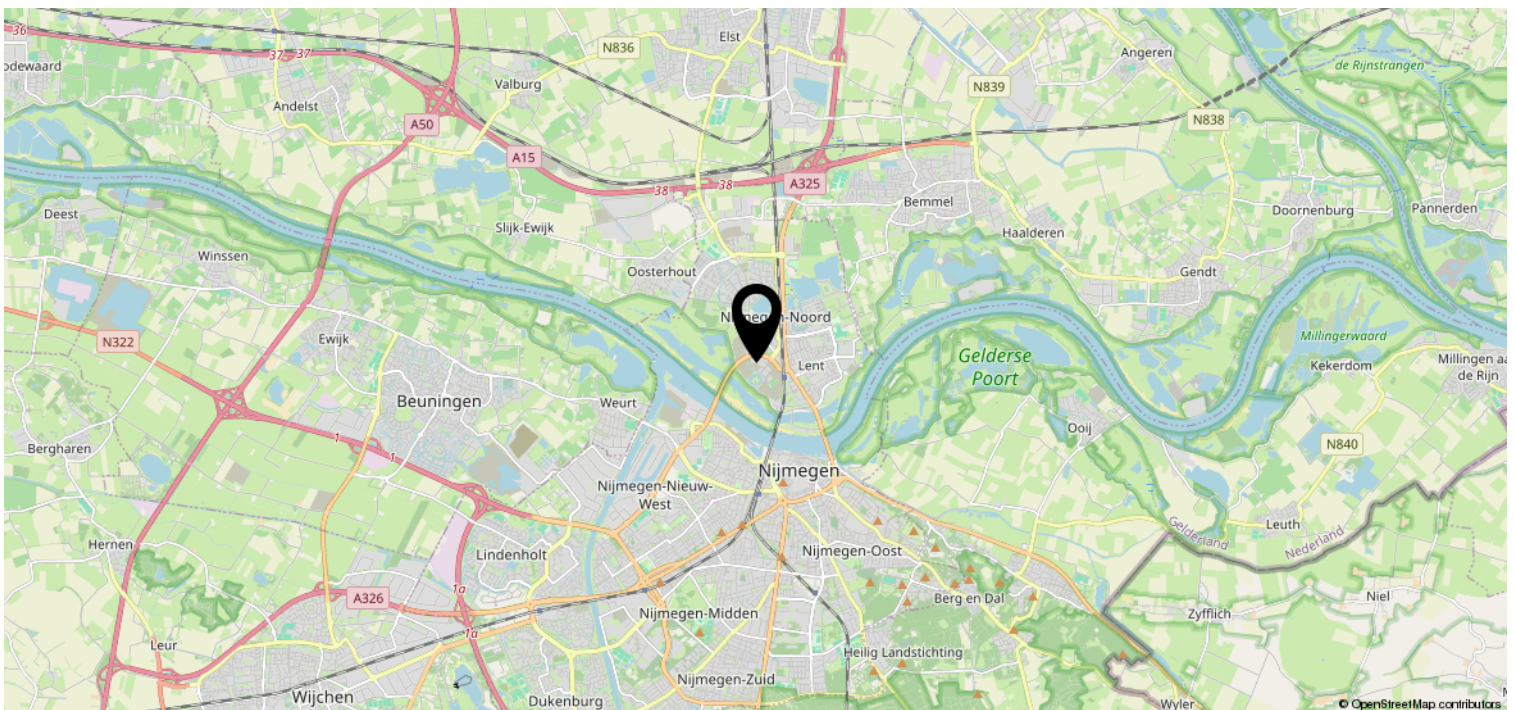 36
37
37
N836
Elst
Angeren
de Rijnstrangen
odewaard
Valburg
N839
Andelst
A50
N838
A15
38
38
A325
Bemmel
Deest
Doornenburg
Pannerden
Slijk-Ewijk
Haalderen
Winssen
Oosterhout
Gendt
N322
Ewijk
Millingerwaard
Gelderse
Poort
Lent
Kekerdom
Millingen aa
de Rijn
Beuningen
Weurt
Ooij
1
1
N840
Bergharen
Nijmegen
Nijmegen-Nieuw-
West
Leuth
Gelderland
Nederland
Hernen
Lindenholt
Nijmegen-Oost
1a
A326
Berg en Dal
Niel
Nijmegen-Midden
Zyfflich
1a
Leur
Heilig Landstichting
Nijmegen-Zuid
Wijchen
Dukenburg
Wyler
© OpenStreetMap contributors